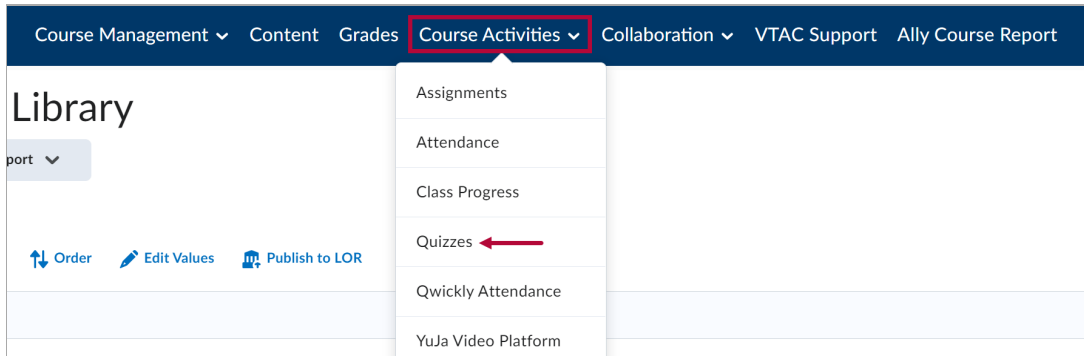 Course Management Content Grades Course Activities Collaboration VTAC Support Ally Course Report
Library
port
Order Edit Values Publish to LOR
Assignments
Attendance
Class Progress
Quizzes
Qwickly Attendance
YuJa Video Platform